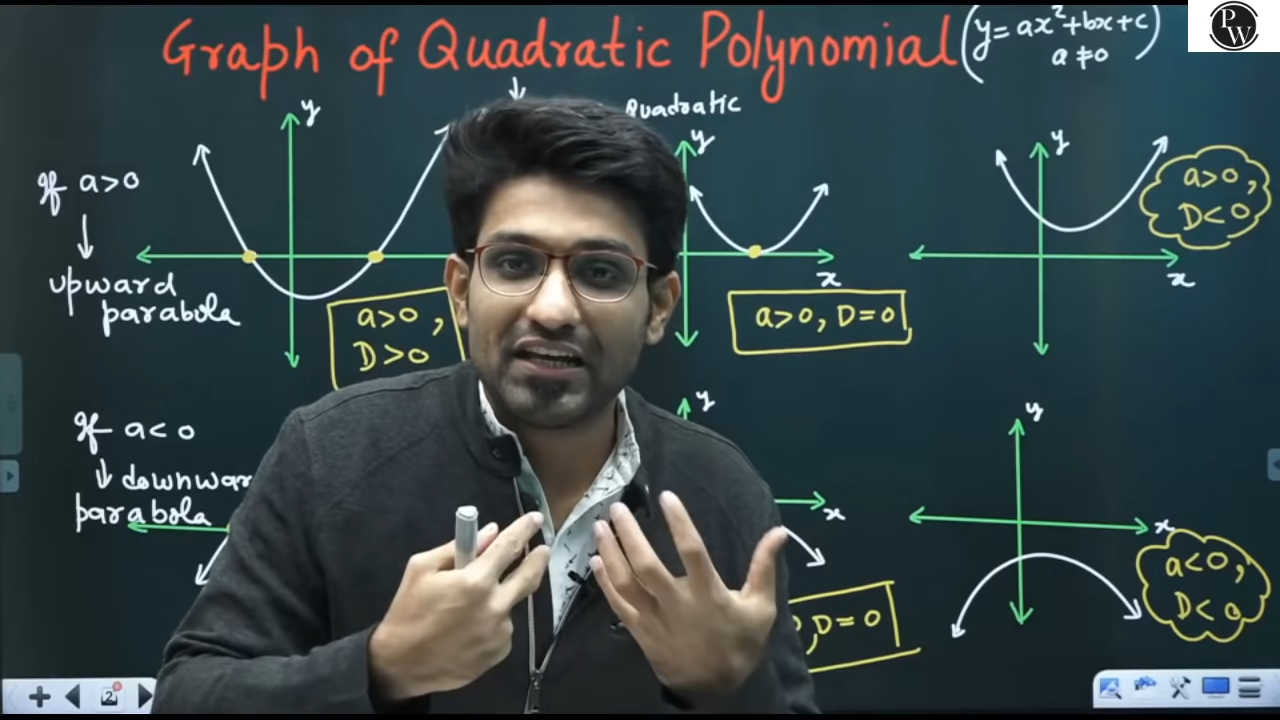 Graph of Quadratic Polynomial (y = ax²+bx+c
a ≠ 0)
PW
Quadratic
y
y
y
If a>0
upward
parabola
x
x
a>0,
D>0
a>0, D=0
a>0,
D<0
If a<0
downwar
parabola
y
y
x
x
, D=0
a<0,
D<0
2